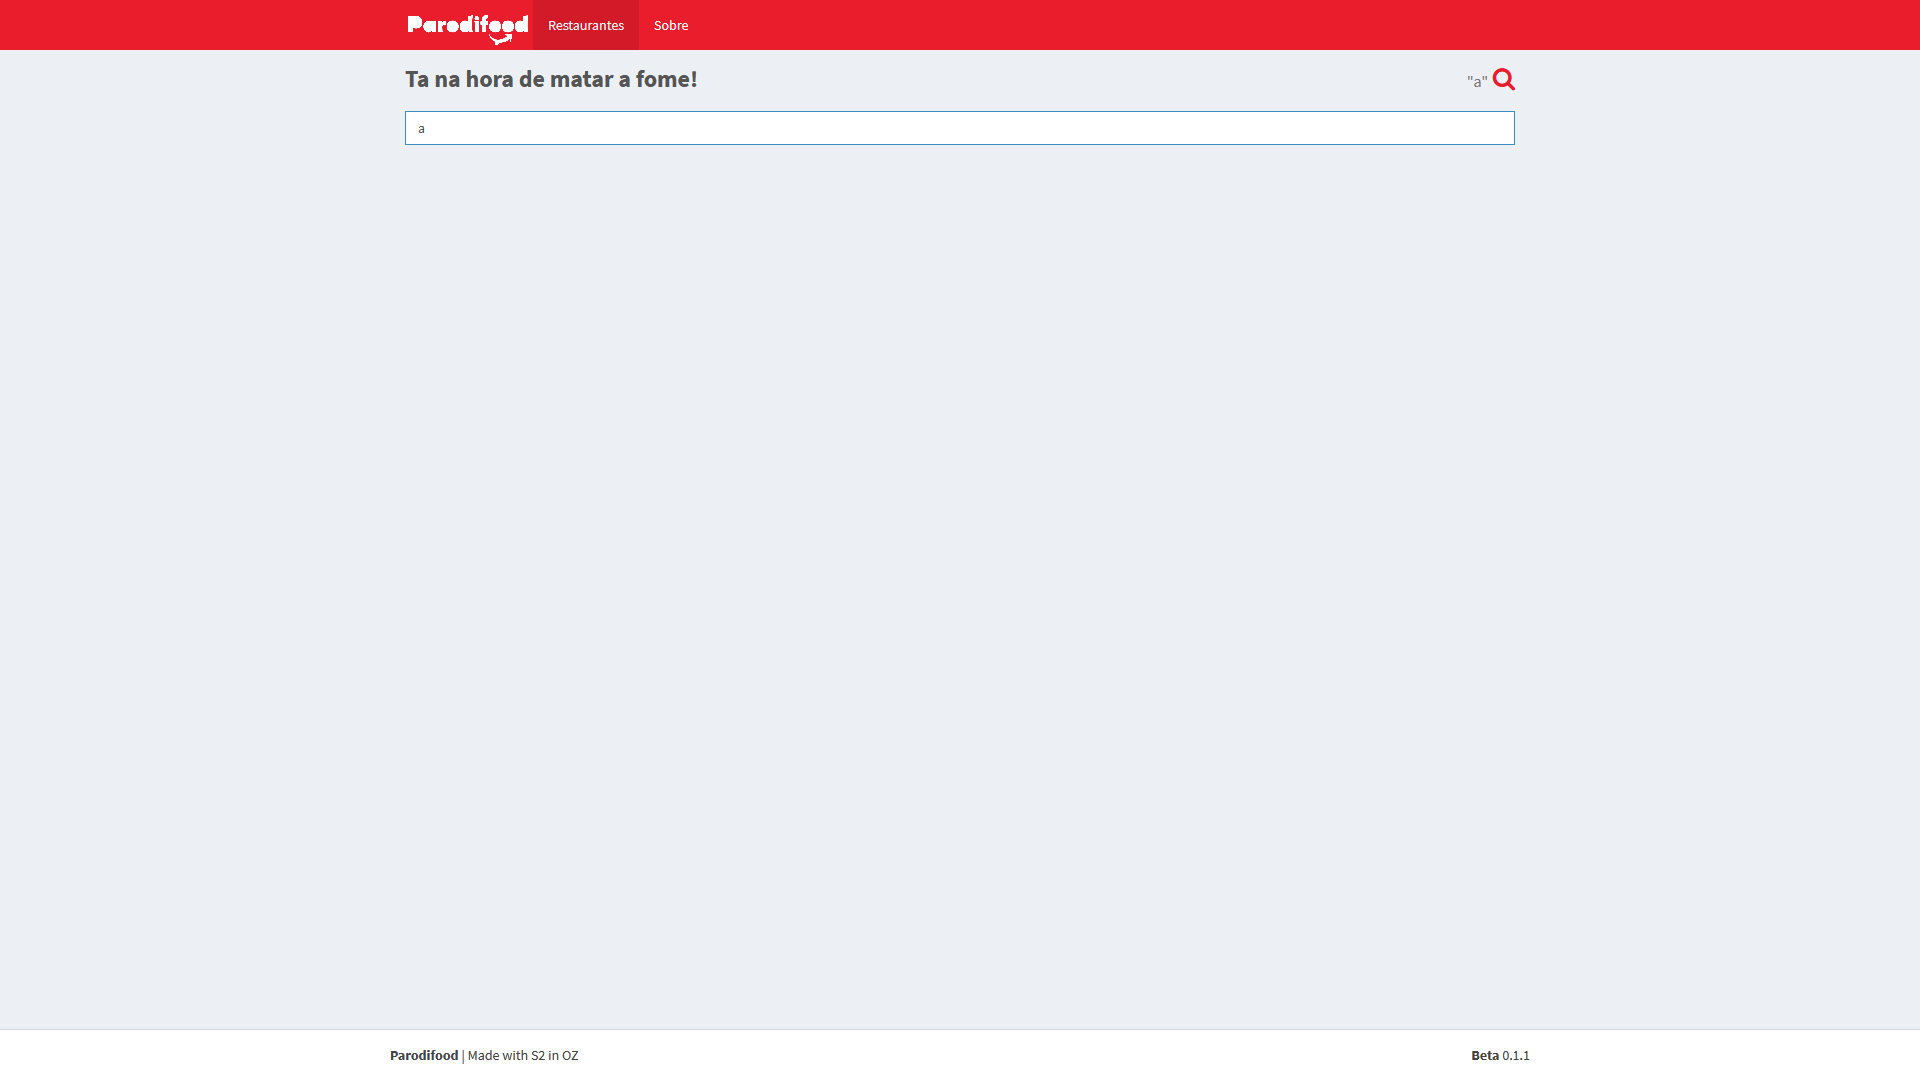 Parodifood Restaurantes Sobre
Ta na hora de matar a fome! "a"
a
Parodifood | Made with S2 in OZ Beta 0.1.1